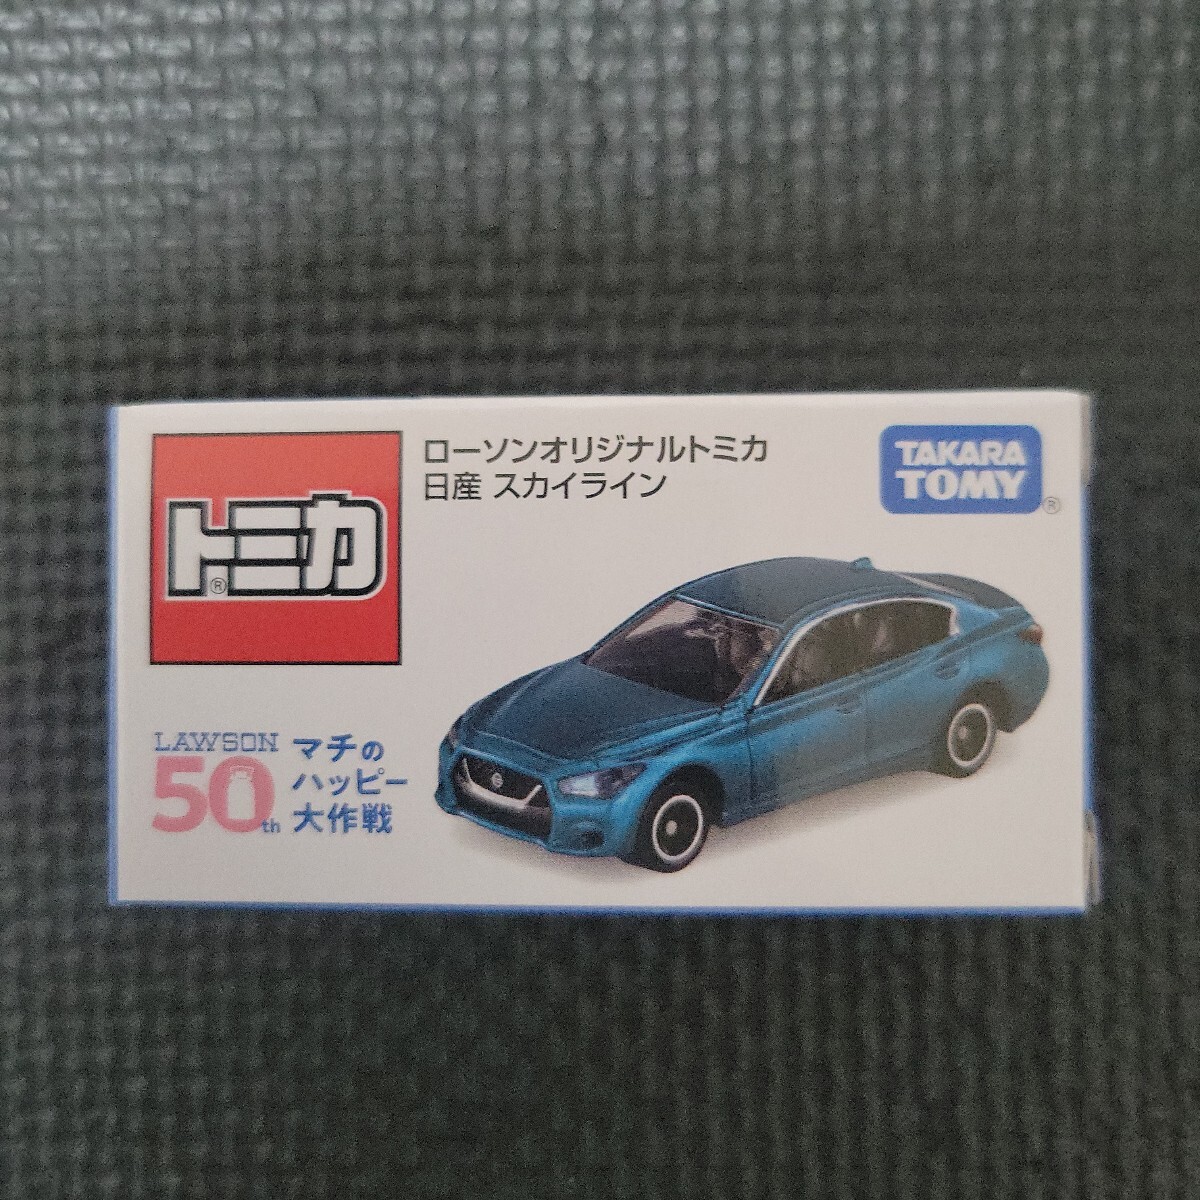 ローソンオリジナルトミカ
日産 スカイライン
TAKARA
TOMY®
トミカ®
LAWSON
50th
マチの
ハッピー
大作戦